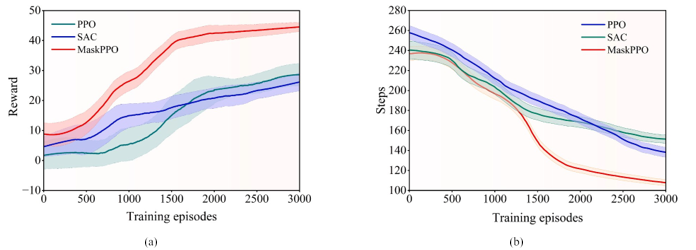 50
40
30
20
10
0
−10
Reward
PPO
SAC
MaskPPO
0 500 1000 1500 2000 2500 3000
Training episodes
(a)
280
260
240
220
200
180
160
140
120
100
Steps
PPO
SAC
MaskPPO
0 500 1000 1500 2000 2500 3000
Training episodes
(b)